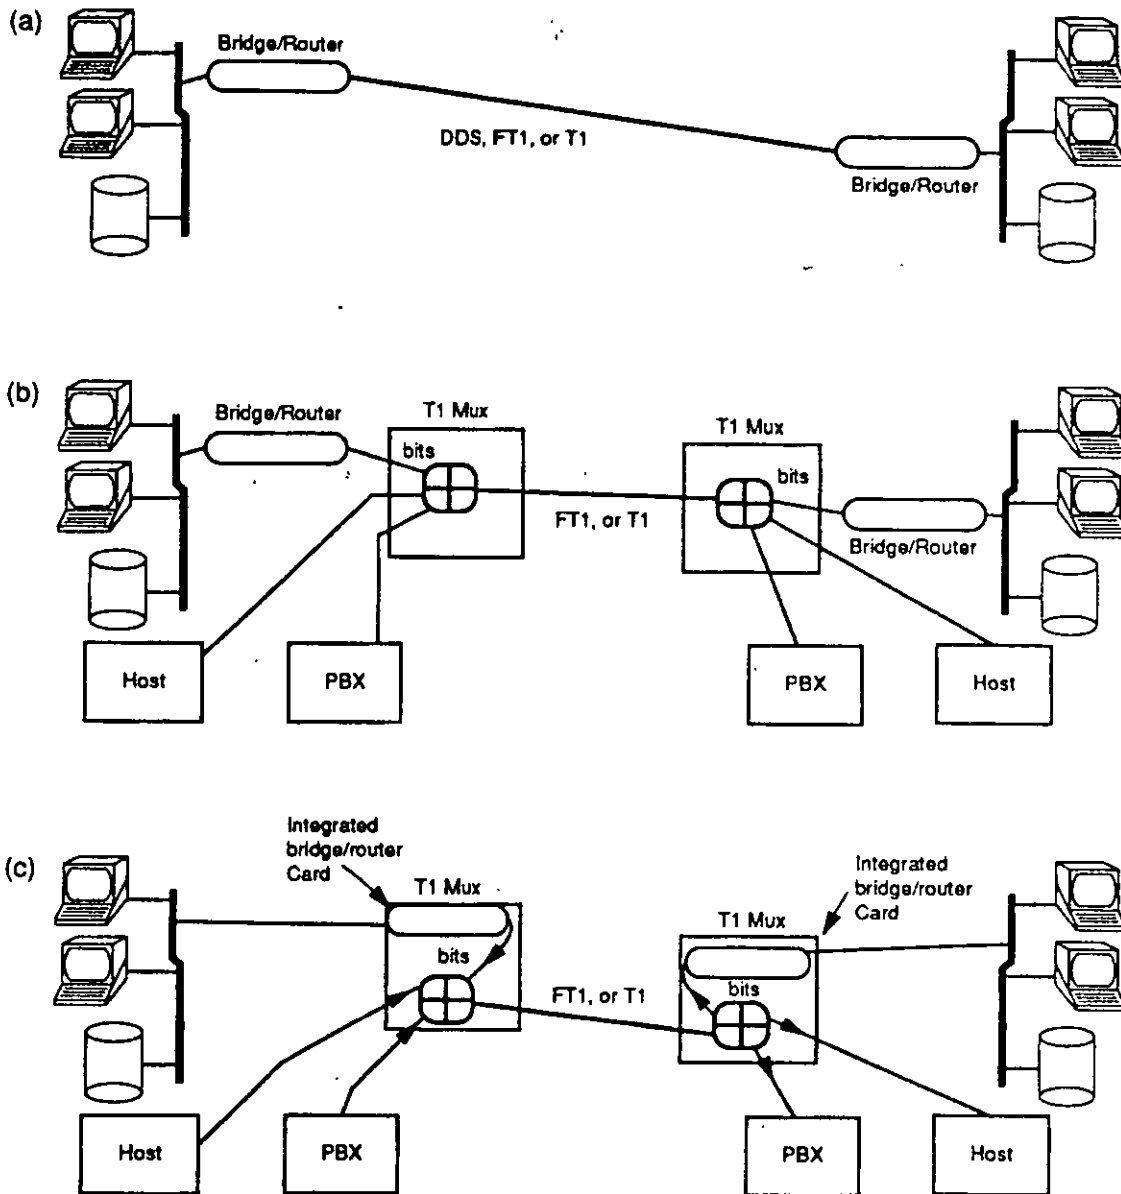 (a)
Bridge/Router
DDS, FT1, or T1
Bridge/Router
(b)
Bridge/Router
T1 Mux
bits
T1 Mux
bits
FT1, or T1
Bridge/Router
Host
PBX
PBX
Host
(c)
Integrated
bridge/router
Card
T1 Mux
bits
Integrated
bridge/router
Card
T1 Mux
bits
FT1, or T1
Host
PBX
PBX
Host